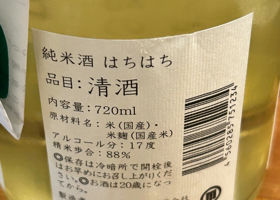 純米酒 はちはち
品目：清酒
内容量：720ml
原材料名：米(国産)・
米麹(国産米)
アルコール分：17度
精米歩合：88%
◎保存は冷暗所で開栓後
はお早めにお召し上がりくだ
さい。◎お酒は20歳になっ
てから。
4560285751234